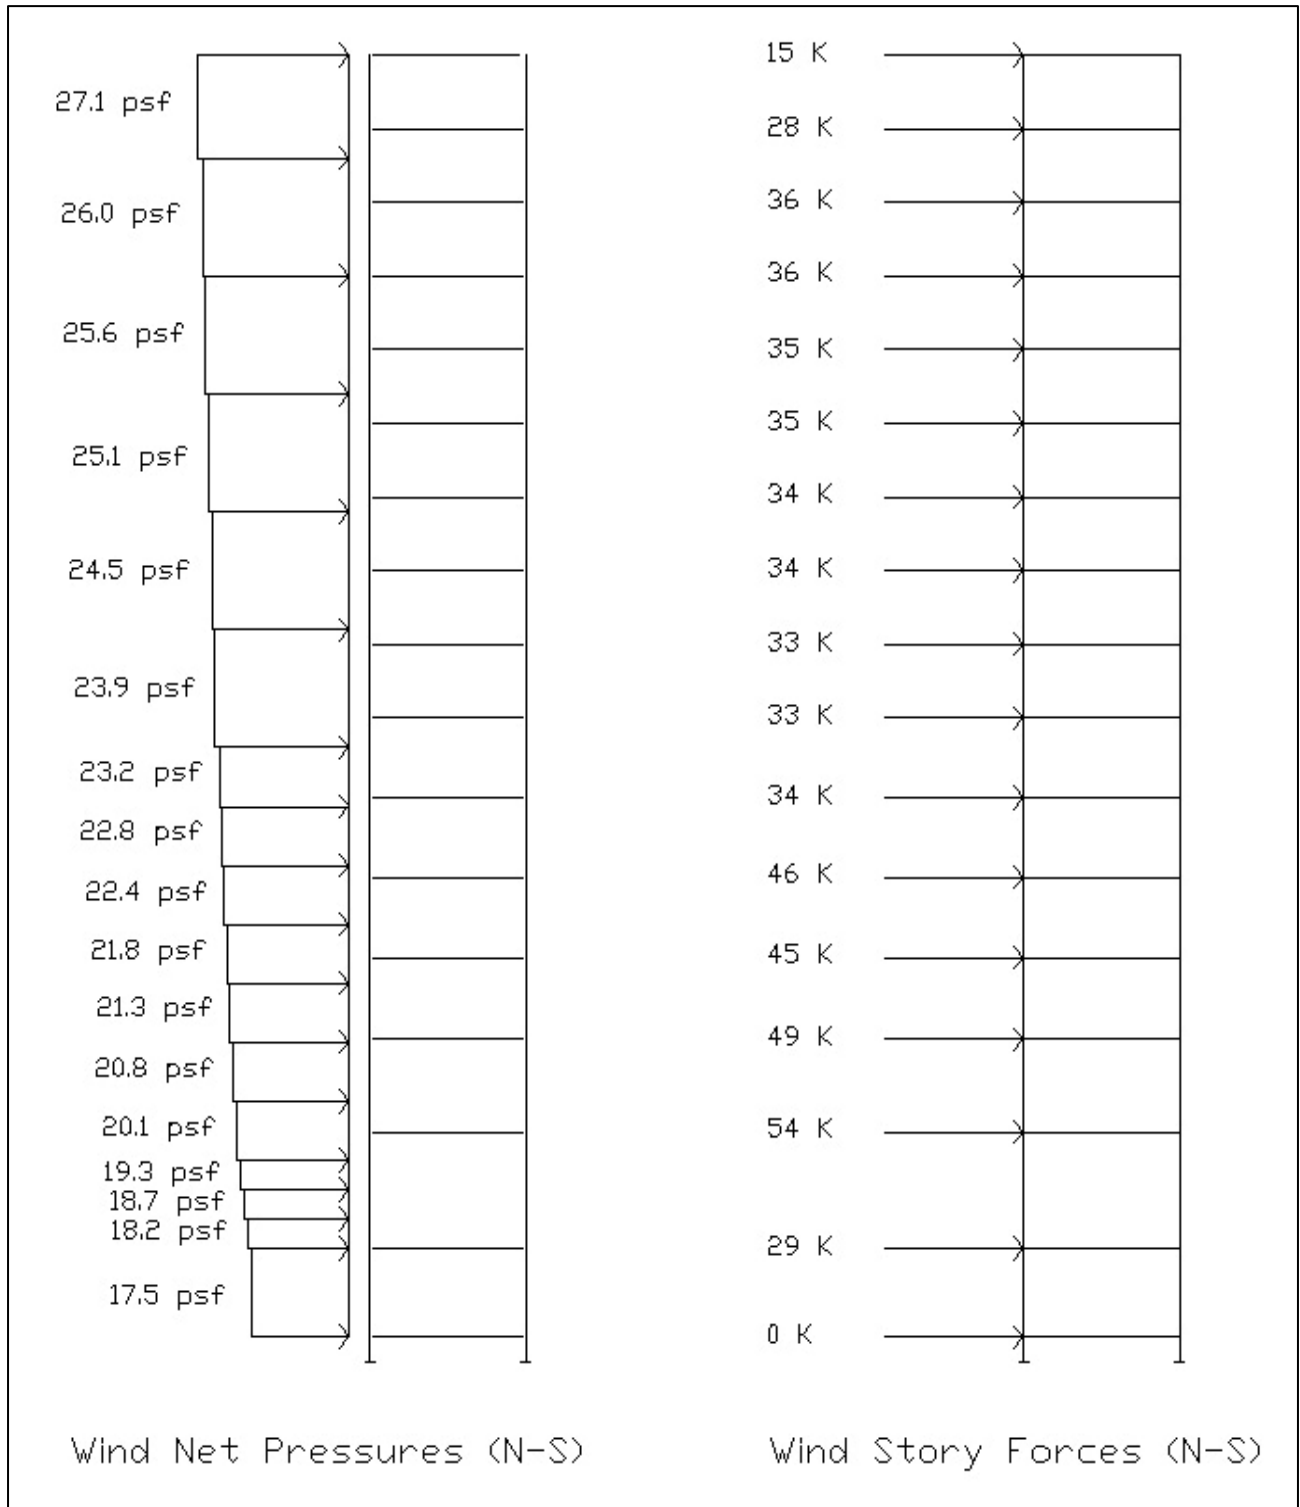 27.1 psf
26.0 psf
25.6 psf
25.1 psf
24.5 psf
23.9 psf
23.2 psf
22.8 psf
22.4 psf
21.8 psf
21.3 psf
20.8 psf
20.1 psf
19.3 psf
18.7 psf
18.2 psf
17.5 psf
Wind Net Pressures (N-S)
15 K
28 K
36 K
36 K
35 K
35 K
34 K
34 K
33 K
33 K
34 K
46 K
45 K
49 K
54 K
29 K
0 K
Wind Story Forces (N-S)